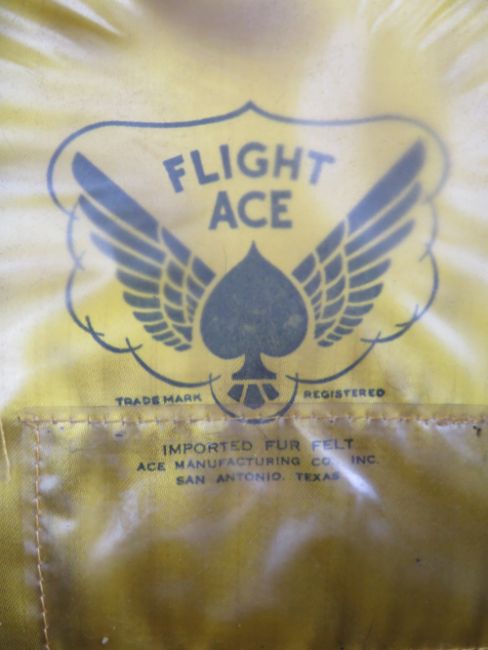 FLIGHT
ACE
TRADE MARK REGISTERED
IMPORTED FUR FELT
ACE MANUFACTURING CO., INC.
SAN ANTONIO, TEXAS